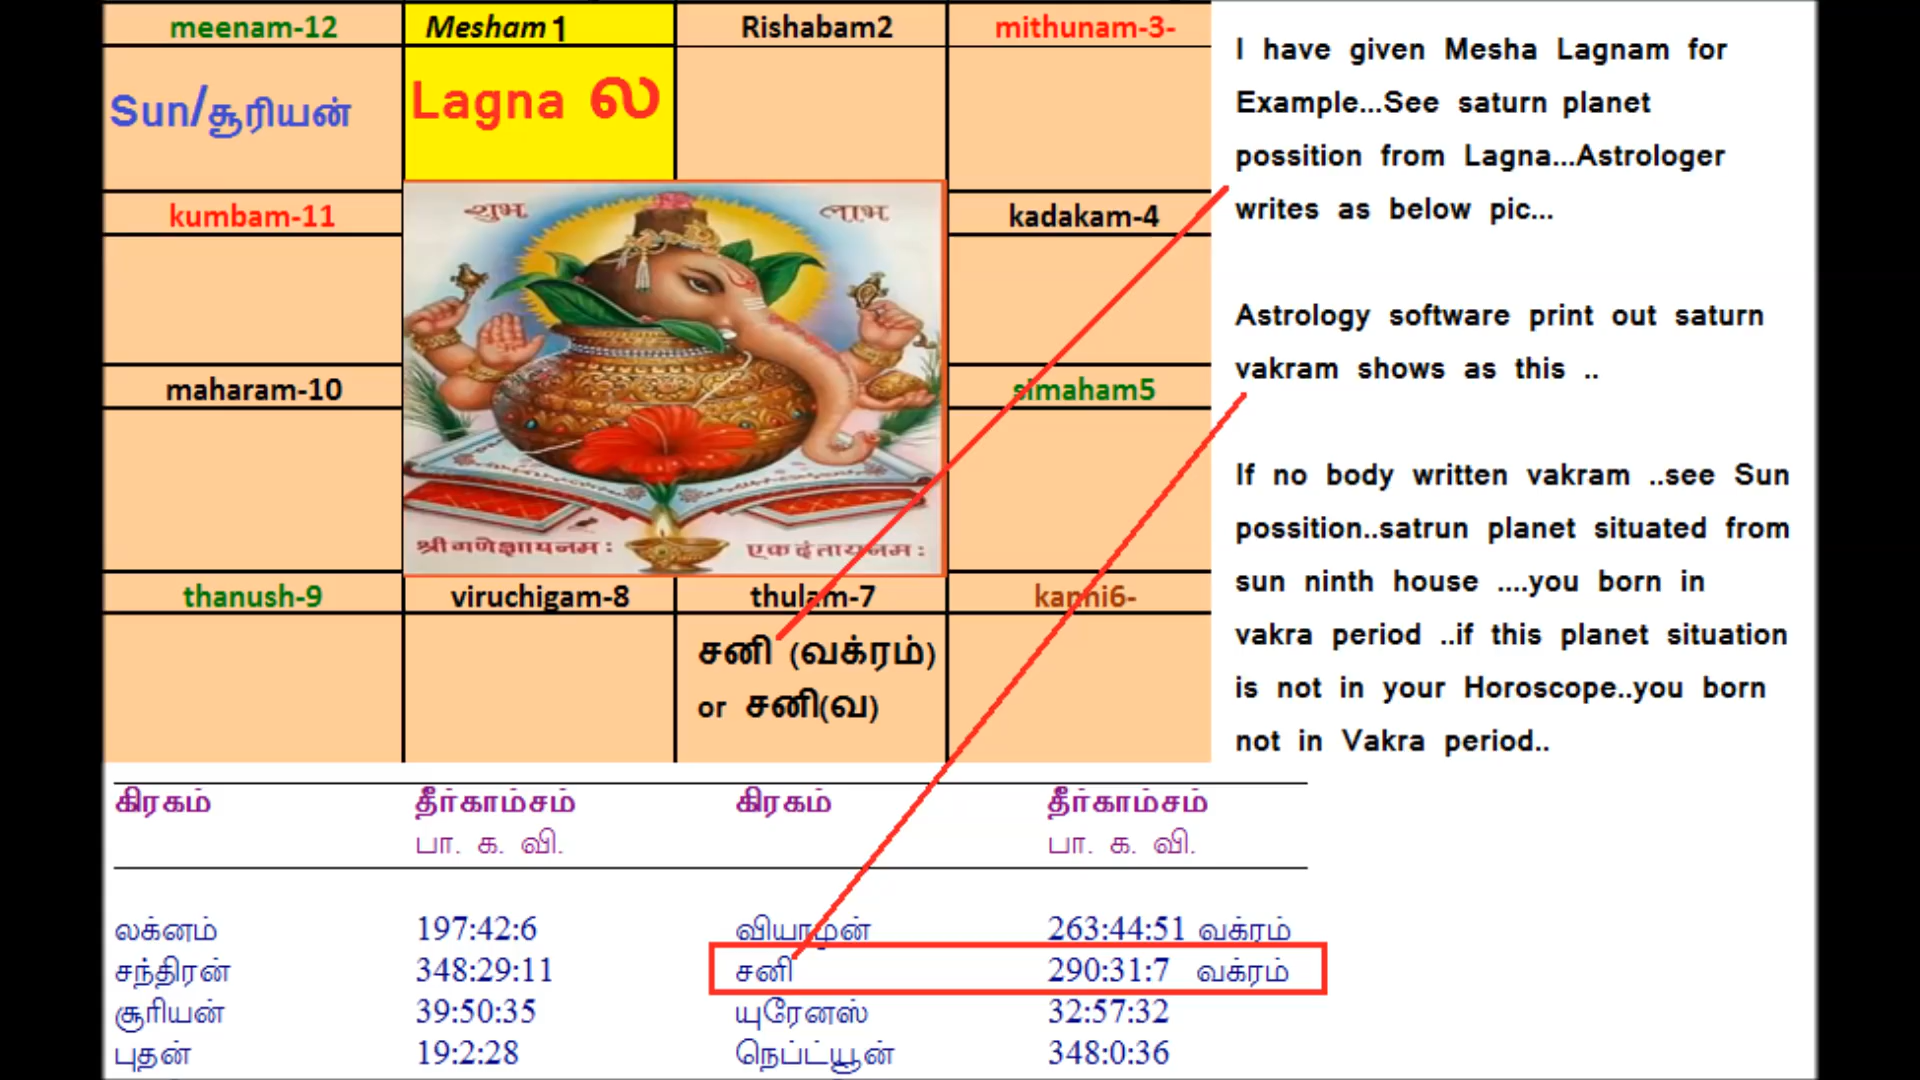 meenam-12 Mesham 1 Rishabam2 mithunam-3-
Sun/சூரியன் Lagna ல
kumbam-11 kadakam-4
शुभ लाभ
maharam-10 simaham5
श्री गणेशाय नमः एकदंताय नमः
thanush-9 viruchigam-8 thulam-7 kanni6-
சனி (வக்ரம்)
or சனி(வ)
I have given Mesha Lagnam for
Example...See saturn planet
possition from Lagna...Astrologer
writes as below pic...
Astrology software print out saturn
vakram shows as this ..
If no body written vakram ..see Sun
possition..satrun planet situated from
sun ninth house ....you born in
vakra period ..if this planet situation
is not in your Horoscope..you born
not in Vakra period..
கிரகம் தீர்காம்சம் கிரகம் தீர்காம்சம்
பா. க. வி. பா. க. வி.
லக்னம் 197:42:6 வியாழன் 263:44:51 வக்ரம்
சந்திரன் 348:29:11 சனி 290:31:7 வக்ரம்
சூரியன் 39:50:35 யுரேனஸ் 32:57:32
புதன் 19:2:28 நெப்ட்யூன் 348:0:36